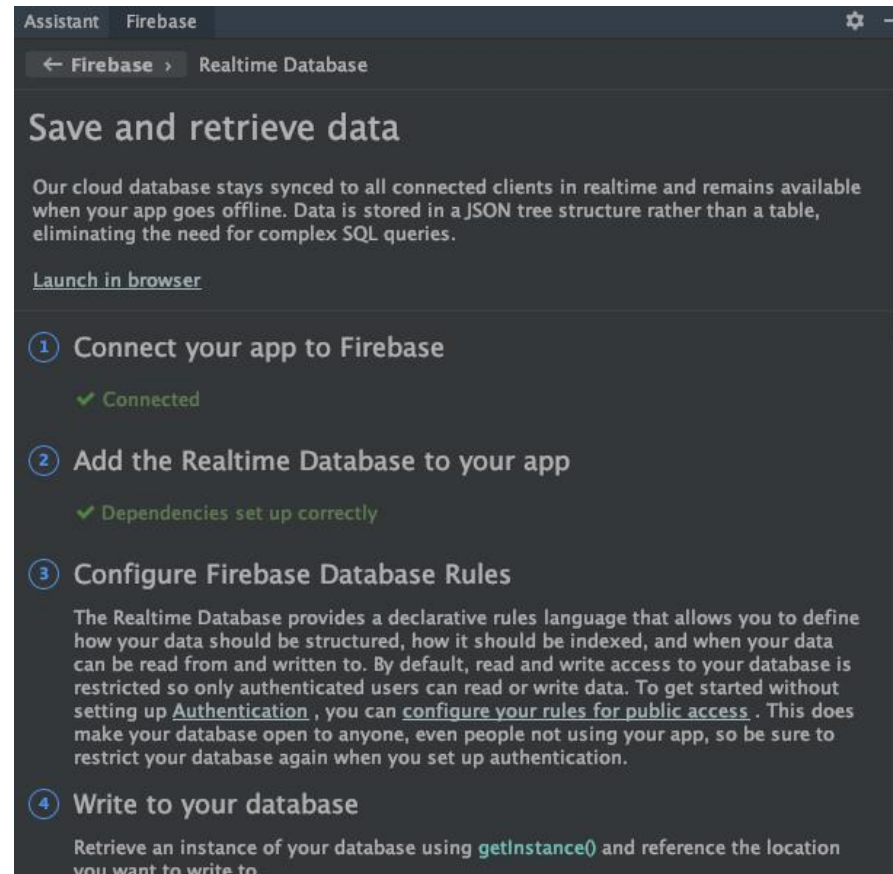 Assistant Firebase
← Firebase › Realtime Database
Save and retrieve data
Our cloud database stays synced to all connected clients in realtime and remains available
when your app goes offline. Data is stored in a JSON tree structure rather than a table,
eliminating the need for complex SQL queries.
Launch in browser
1 Connect your app to Firebase
✔ Connected
2 Add the Realtime Database to your app
✔ Dependencies set up correctly
3 Configure Firebase Database Rules
The Realtime Database provides a declarative rules language that allows you to define
how your data should be structured, how it should be indexed, and when your data
can be read from and written to. By default, read and write access to your database is
restricted so only authenticated users can read or write data. To get started without
setting up Authentication , you can configure your rules for public access . This does
make your database open to anyone, even people not using your app, so be sure to
restrict your database again when you set up authentication.
4 Write to your database
Retrieve an instance of your database using getInstance() and reference the location
you want to write to.